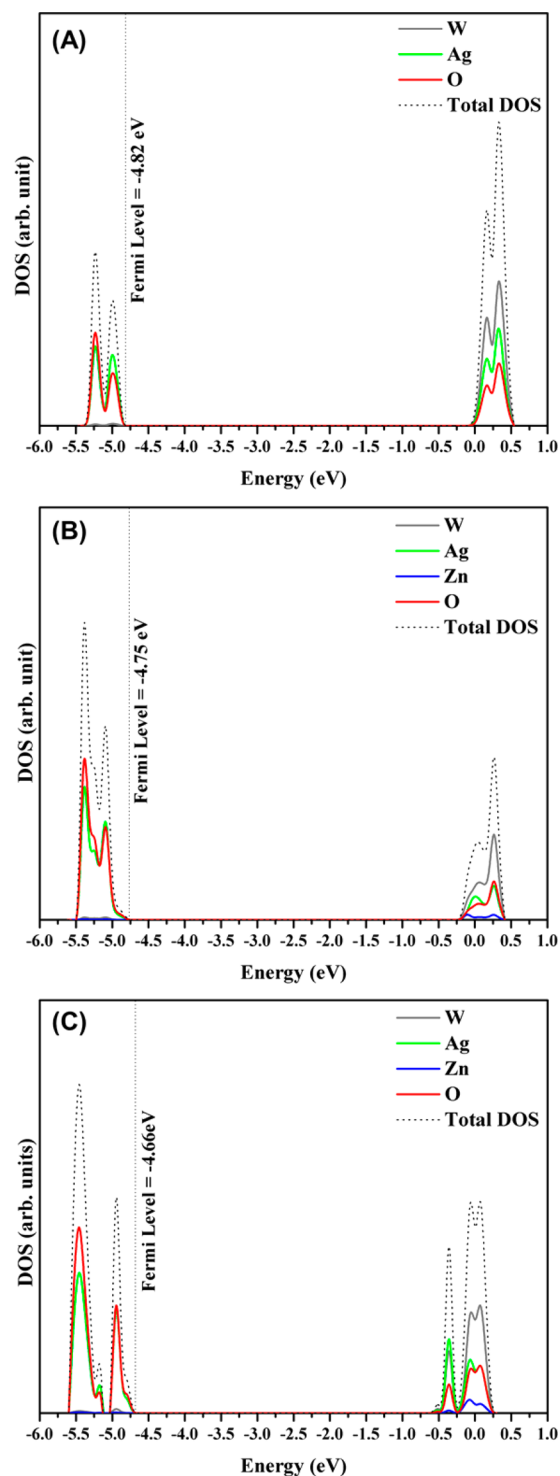 (A)
W
Ag
O
Total DOS
Fermi Level = -4.82 eV
DOS (arb. unit)
-6.0 -5.5 -5.0 -4.5 -4.0 -3.5 -3.0 -2.5 -2.0 -1.5 -1.0 -0.5 0.0 0.5 1.0
Energy (eV)
(B)
W
Ag
Zn
O
Total DOS
Fermi Level = -4.75 eV
DOS (arb. unit)
-6.0 -5.5 -5.0 -4.5 -4.0 -3.5 -3.0 -2.5 -2.0 -1.5 -1.0 -0.5 0.0 0.5 1.0
Energy (eV)
(C)
W
Ag
Zn
O
Total DOS
Fermi Level = -4.66eV
DOS (arb. units)
-6.0 -5.5 -5.0 -4.5 -4.0 -3.5 -3.0 -2.5 -2.0 -1.5 -1.0 -0.5 0.0 0.5 1.0
Energy (eV)